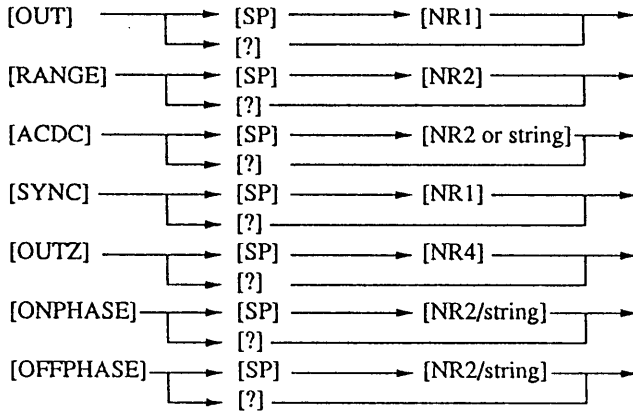 [OUT] [SP] [NR1]
[?]
[RANGE] [SP] [NR2]
[?]
[ACDC] [SP] [NR2 or string]
[?]
[SYNC] [SP] [NR1]
[?]
[OUTZ] [SP] [NR4]
[?]
[ONPHASE] [SP] [NR2/string]
[?]
[OFFPHASE] [SP] [NR2/string]
[?]